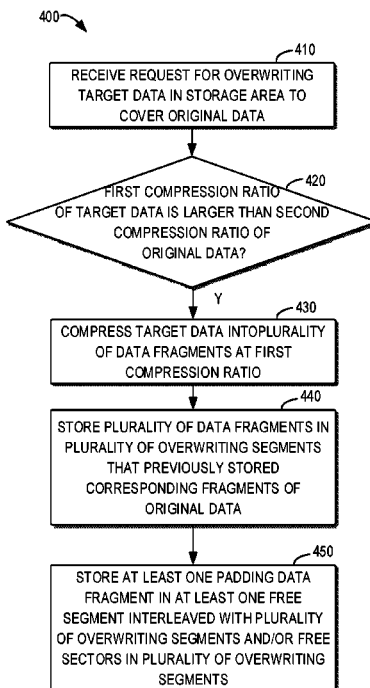 400
410
RECEIVE REQUEST FOR OVERWRITING
TARGET DATA IN STORAGE AREA TO
COVER ORIGINAL DATA
420
FIRST COMPRESSION RATIO
OF TARGET DATA IS LARGER THAN SECOND
COMPRESSION RATIO OF
ORIGINAL DATA?
Y
430
COMPRESS TARGET DATA INTOPLURALITY
OF DATA FRAGMENTS AT FIRST
COMPRESSION RATIO
440
STORE PLURALITY OF DATA FRAGMENTS IN
PLURALITY OF OVERWRITING SEGMENTS
THAT PREVIOUSLY STORED
CORRESPONDING FRAGMENTS OF
ORIGINAL DATA
450
STORE AT LEAST ONE PADDING DATA
FRAGMENT IN AT LEAST ONE FREE
SEGMENT INTERLEAVED WITH PLURALITY
OF OVERWRITING SEGMENTS AND/OR FREE
SECTORS IN PLURALITY OF OVERWRITING
SEGMENTS